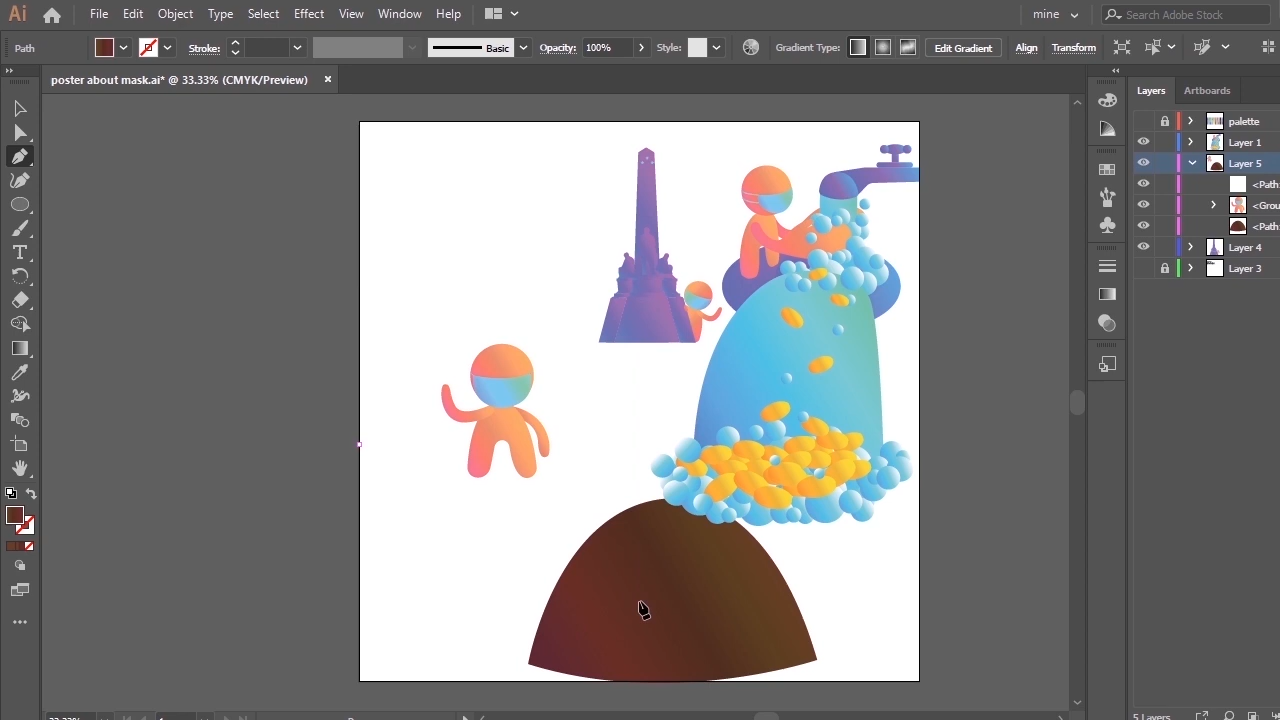 Ai File Edit Object Type Select Effect View Window Help mine Search Adobe Stock
Path Stroke: Basic Opacity: 100% Style: Gradient Type: Edit Gradient Align Transform
poster about mask.ai* @ 33.33% (CMYK/Preview)
Layers Artboards
palette
Layer 1
Layer 5
<Path
<Grou
<Path
Layer 4
Layer 3
5 Layers